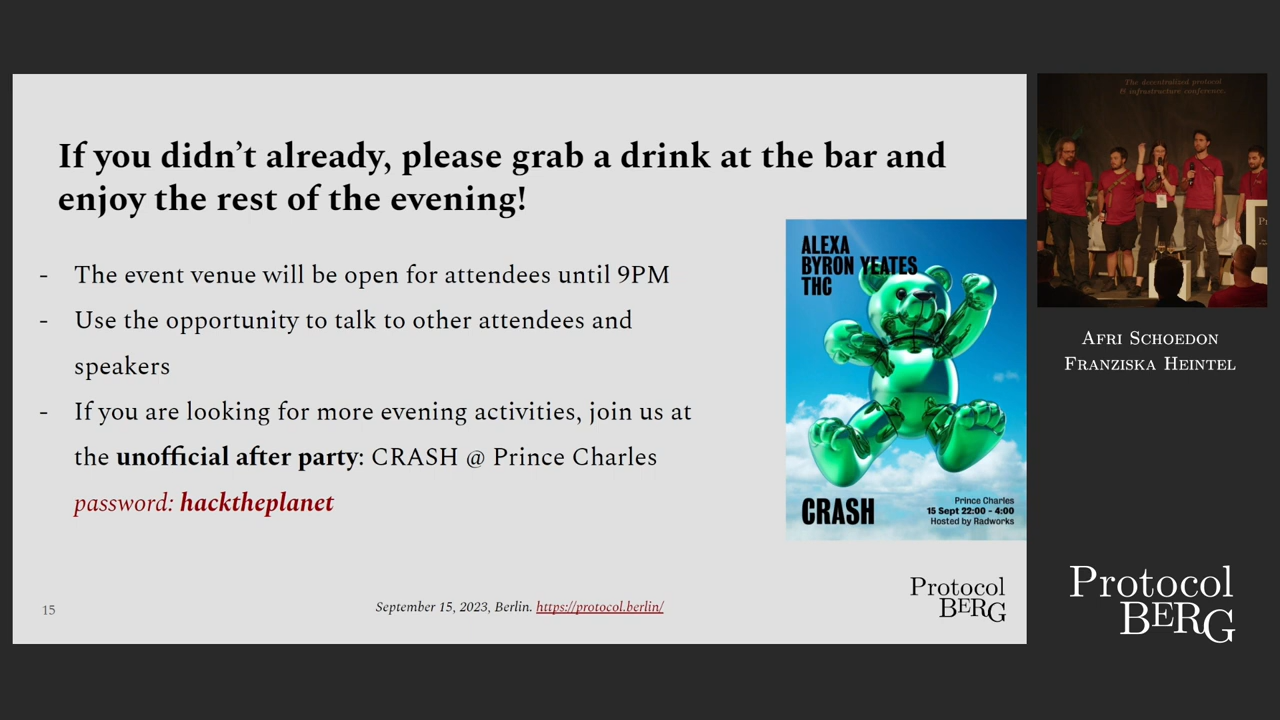 If you didn’t already, please grab a drink at the bar and
enjoy the rest of the evening!
- The event venue will be open for attendees until 9PM
- Use the opportunity to talk to other attendees and
speakers
- If you are looking for more evening activities, join us at
the unofficial after party: CRASH @ Prince Charles
password: hacktheplanet
ALEXA
BYRON YEATES
THC
CRASH
Prince Charles
15 Sept 22:00 - 4:00
Hosted by Radworks
15
September 15, 2023, Berlin. https://protocol.berlin/
Protocol
BERG
The decentralized protocol
& infrastructure conference.
Afri Schoedon
Franziska Heintel
Protocol
BERG